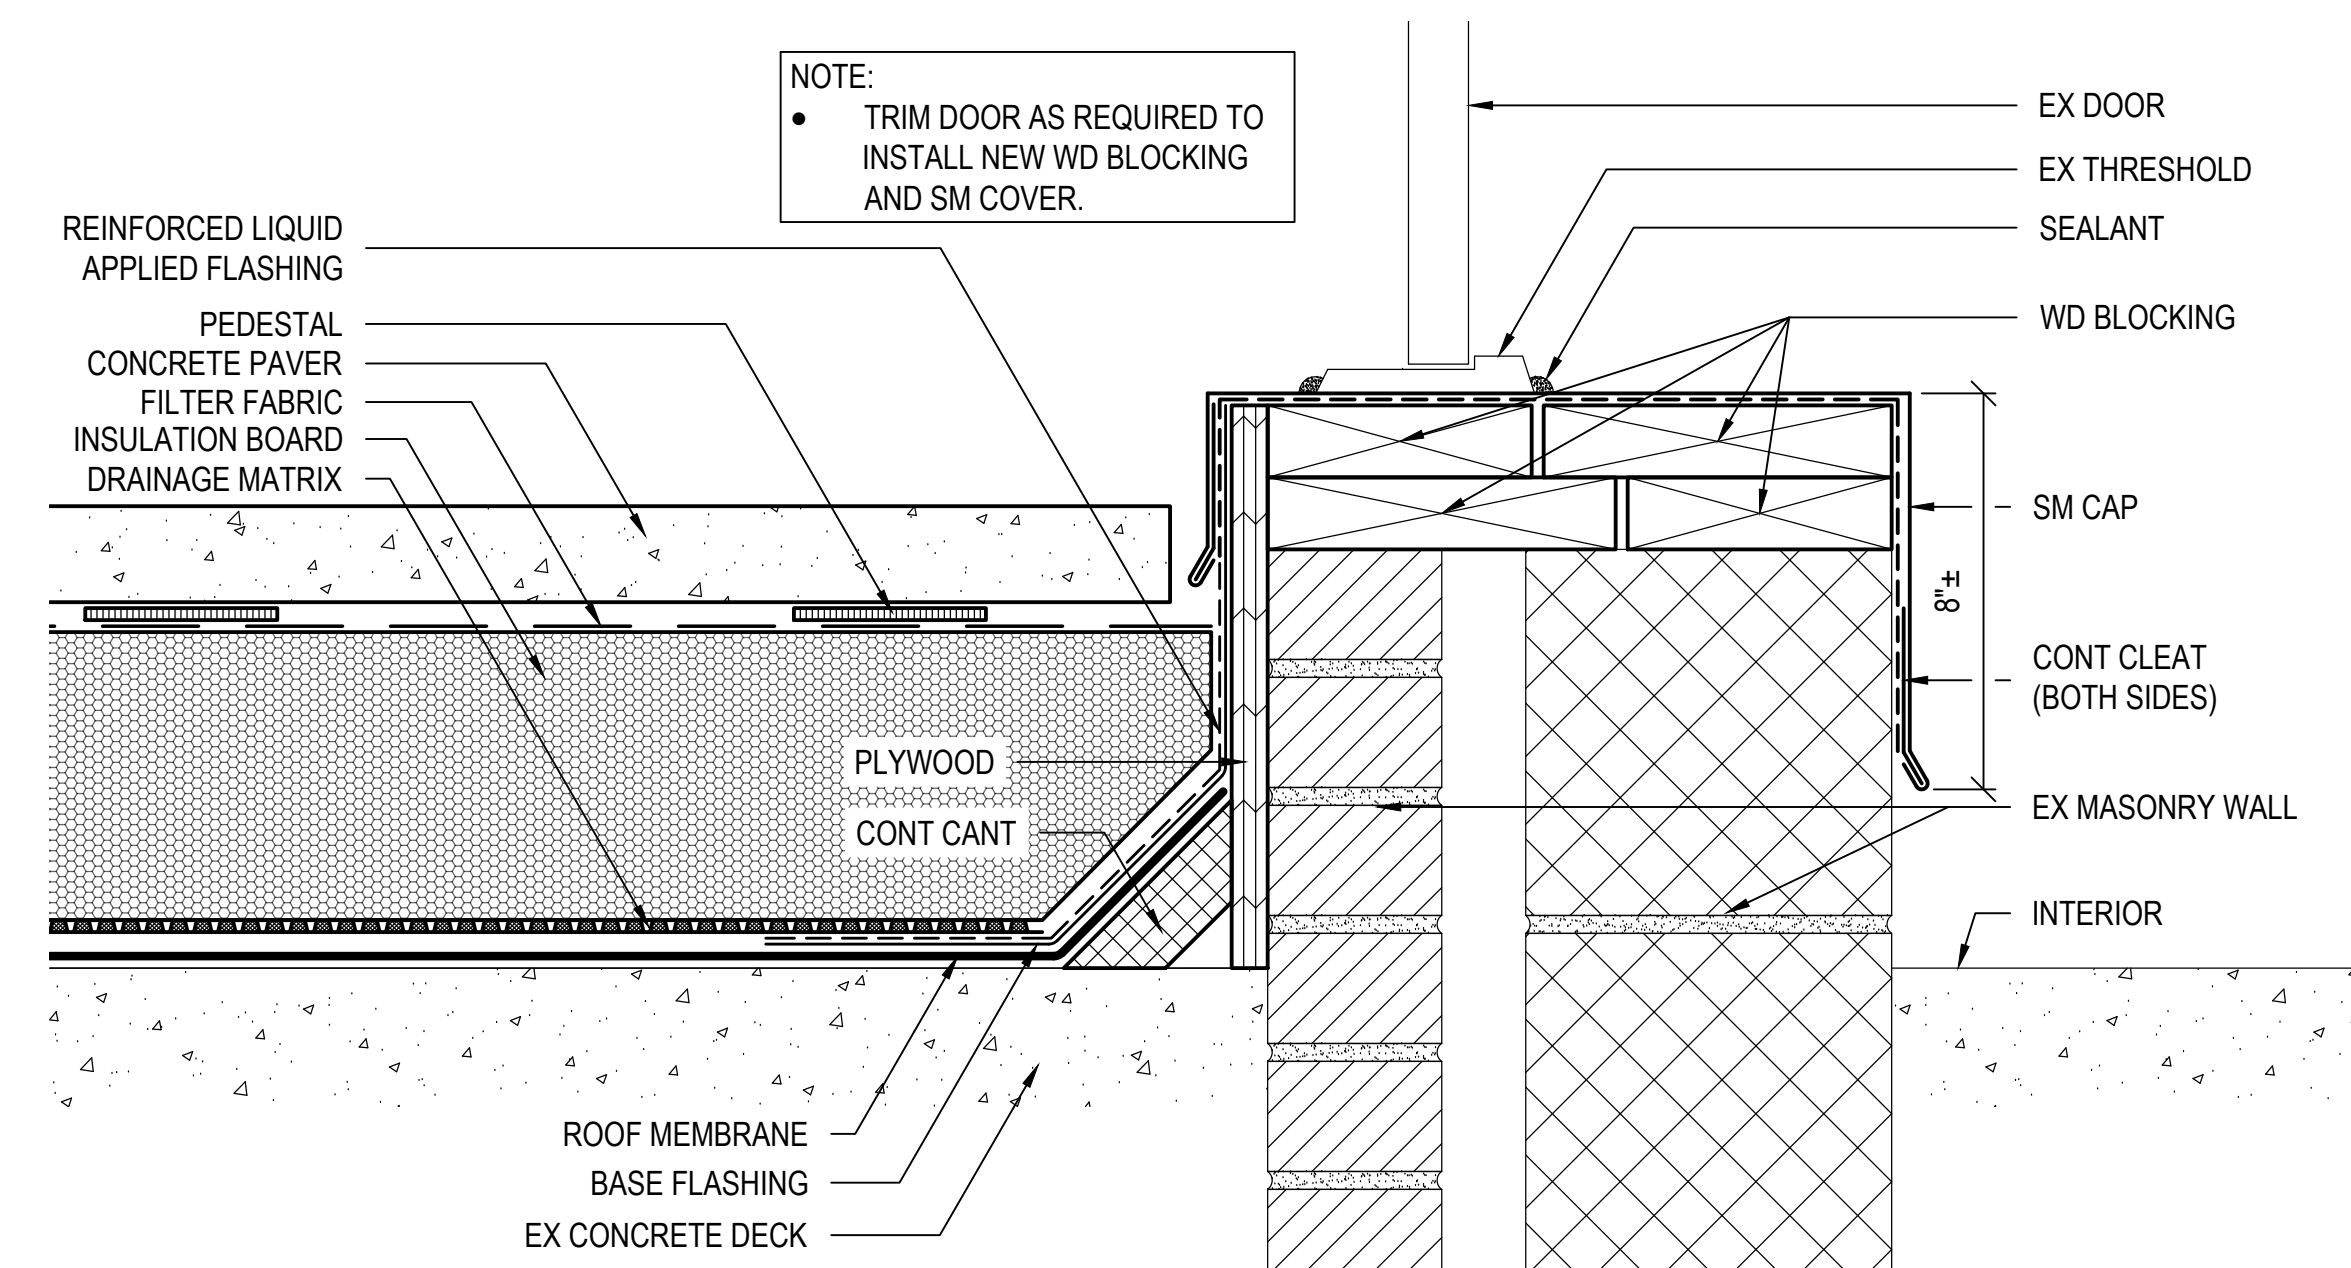 NOTE:
● TRIM DOOR AS REQUIRED TO
INSTALL NEW WD BLOCKING
AND SM COVER.
REINFORCED LIQUID
APPLIED FLASHING
PEDESTAL
CONCRETE PAVER
FILTER FABRIC
INSULATION BOARD
DRAINAGE MATRIX
EX DOOR
EX THRESHOLD
SEALANT
WD BLOCKING
SM CAP
8"±
CONT CLEAT
(BOTH SIDES)
PLYWOOD
CONT CANT
EX MASONRY WALL
INTERIOR
ROOF MEMBRANE
BASE FLASHING
EX CONCRETE DECK